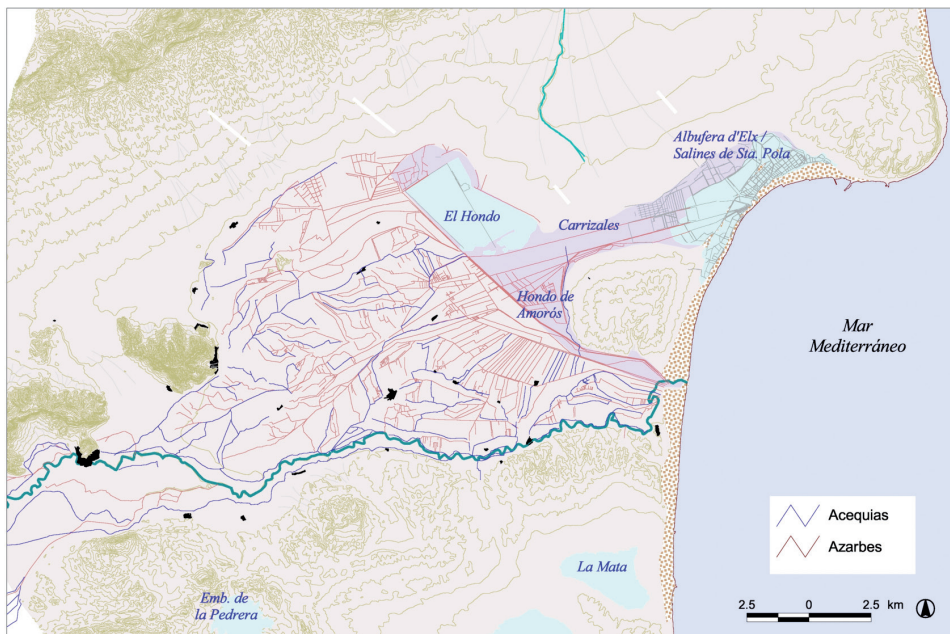 Albufera d'Elx /
Salines de Sta. Pola
El Hondo
Carrizales
Hondo de
Amorós
Mar
Mediterráneo
Acequias
Azarbes
La Mata
Emb. de
la Pedrera
2.5 0 2.5 km